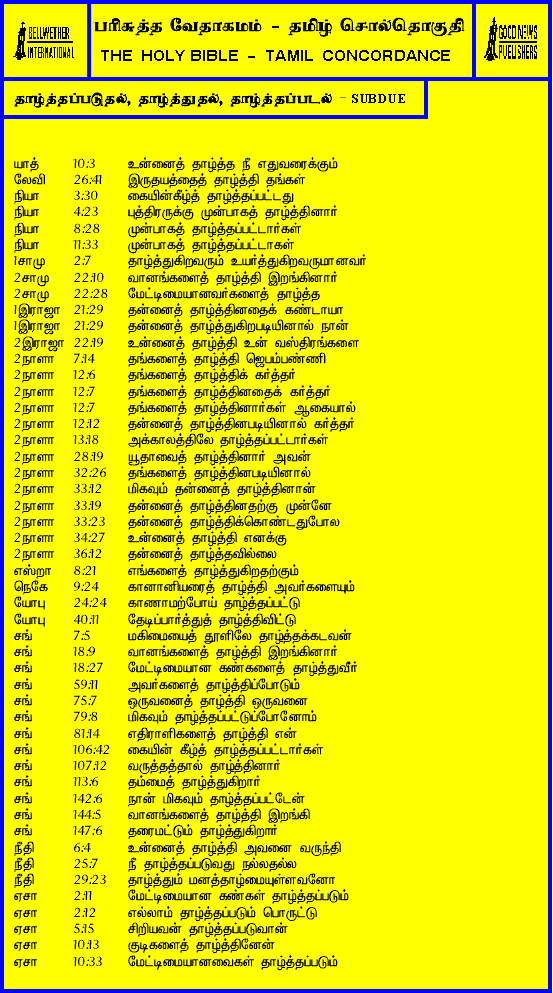 BELLWETHER
INTERNATIONAL
பரிசுத்த வேதாகமம் - தமிழ் சொல்தொகுதி
THE HOLY BIBLE - TAMIL CONCORDANCE
GOOD NEWS
PUBLISHERS
தாழ்த்தப்படுதல், தாழ்த்துதல், தாழ்த்தப்படல் - SUBDUE
யாத் 10:3 உன்னைத் தாழ்த்த நீ எதுவரைக்கும்
லேவி 26:41 இருதயத்தைத் தாழ்த்தி தங்கள்
நியா 3:30 கையின்கீழ்த் தாழ்த்தப்பட்டது
நியா 4:23 புத்திரருக்கு முன்பாகத் தாழ்த்தினார்
நியா 8:28 முன்பாகத் தாழ்த்தப்பட்டார்கள்
நியா 11:33 முன்பாகத் தாழ்த்தப்பட்டாகள்
1சாமு 2:7 தாழ்த்துகிறவரும் உயர்த்துகிறவருமானவர்
2சாமு 22:10 வானங்களைத் தாழ்த்தி இறங்கினார்
2சாமு 22:28 மேட்டிமையானவர்களைத் தாழ்த்த
1இராஜா 21:29 தன்னைத் தாழ்த்தினதைக் கண்டாயா
1இராஜா 21:29 தன்னைத் தாழ்த்துகிறபடியினால் நான்
2இராஜா 22:19 உன்னைத் தாழ்த்தி உன் வஸ்திரங்களை
2நாளா 7:14 தங்களைத் தாழ்த்தி ஜெபம்பண்ணி
2நாளா 12:6 தங்களைத் தாழ்த்திக் கர்த்தர்
2நாளா 12:7 தங்களைத் தாழ்த்தினதைக் கர்த்தர்
2நாளா 12:7 தங்களைத் தாழ்த்தினார்கள் ஆகையால்
2நாளா 12:12 தன்னைத் தாழ்த்தினபடியினால் கர்த்தர்
2நாளா 13:18 அக்காலத்திலே தாழ்த்தப்பட்டார்கள்
2நாளா 28:19 யூதாவைத் தாழ்த்தினார் அவன்
2நாளா 32:26 தங்களைத் தாழ்த்தினபடியினால்
2நாளா 33:12 மிகவும் தன்னைத் தாழ்த்தினான்
2நாளா 33:19 தன்னைத் தாழ்த்தினதற்கு முன்னே
2நாளா 33:23 தன்னைத் தாழ்த்திக்கொண்டதுபோல
2நாளா 34:27 உன்னைத் தாழ்த்தி எனக்கு
2நாளா 36:12 தன்னைத் தாழ்த்தவில்லை
எஸ்றா 8:21 எங்களைத் தாழ்த்துகிறதற்கும்
நெகே 9:24 கானானியரைத் தாழ்த்தி அவர்களையும்
யோபு 24:24 காணாமற்போய் தாழ்த்தப்பட்டு
யோபு 40:11 தேடிப்பார்த்துத் தாழ்த்திவிட்டு
சங் 7:5 மகிமையைத் தூளிலே தாழ்த்தக்கடவன்
சங் 18:9 வானங்களைத் தாழ்த்தி இறங்கினார்
சங் 18:27 மேட்டிமையான கண்களைத் தாழ்த்துவீர்
சங் 59:11 அவர்களைத் தாழ்த்திப்போடும்
சங் 75:7 ஒருவனைத் தாழ்த்தி ஒருவனை
சங் 79:8 மிகவும் தாழ்த்தப்பட்டுப்போனோம்
சங் 81:14 எதிராளிகளைத் தாழ்த்தி என்
சங் 106:42 கையின் கீழ்த் தாழ்த்தப்பட்டார்கள்
சங் 107:12 வருத்தத்தால் தாழ்த்தினார்
சங் 113:6 தம்மைத் தாழ்த்துகிறார்
சங் 142:6 நான் மிகவும் தாழ்த்தப்பட்டேன்
சங் 144:5 வானங்களைத் தாழ்த்தி இறங்கி
சங் 147:6 தரைமட்டும் தாழ்த்துகிறார்
நீதி 6:4 உன்னைத் தாழ்த்தி அவனை வருந்தி
நீதி 25:7 நீ தாழ்த்தப்படுவது நல்லதல்ல
நீதி 29:23 தாழ்த்தும் மனத்தாழ்மையுள்ளவனோ
ஏசா 2:11 மேட்டிமையான கண்கள் தாழ்த்தப்படும்
ஏசா 2:12 எல்லாம் தாழ்த்தப்படும் பொருட்டு
ஏசா 5:15 சிறியவன் தாழ்த்தப்படுவான்
ஏசா 10:13 குடிகளைத் தாழ்த்தினேன்
ஏசா 10:33 மேட்டிமையானவைகள் தாழ்த்தப்படும்